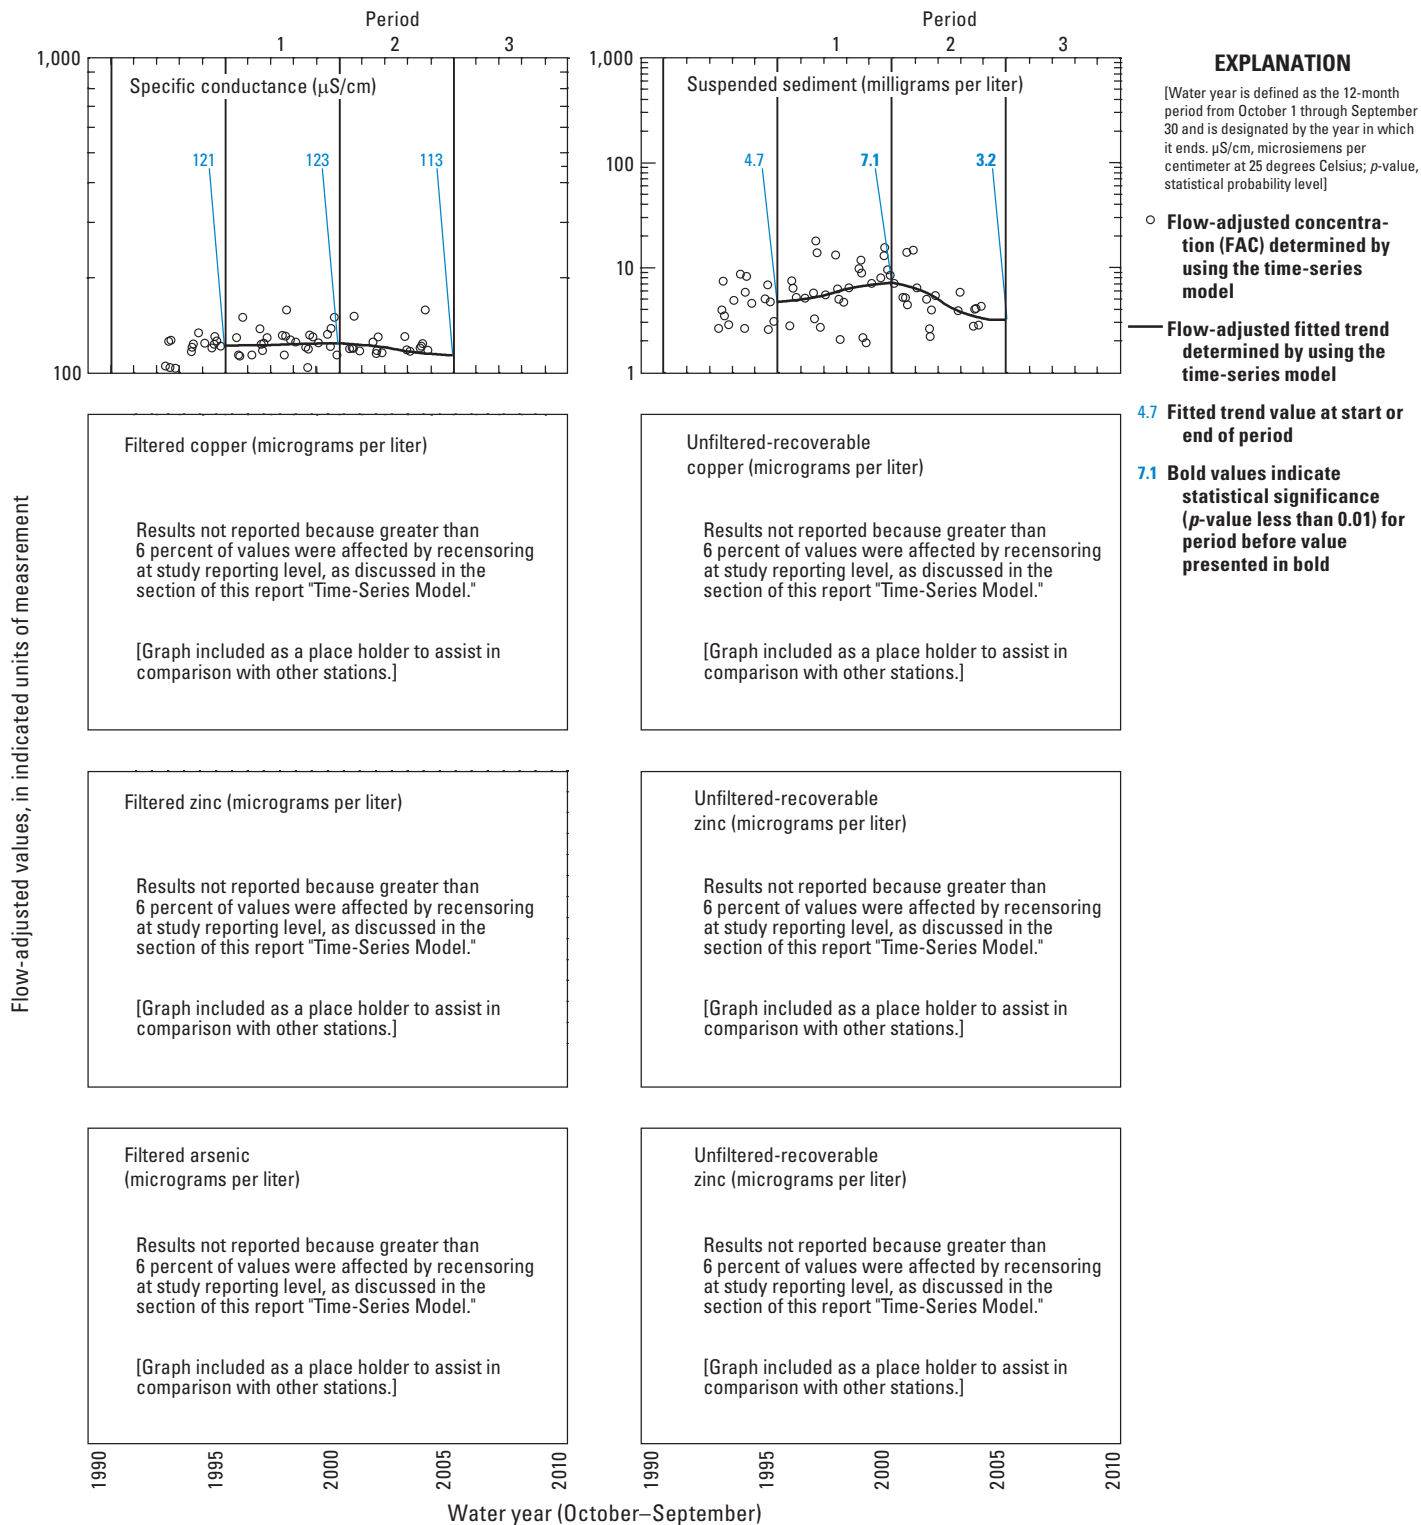 Period
1 2 3
1,000
100
Specific conductance (µS/cm)
121 123 113
Period
1 2 3
1,000
100
10
1
Suspended sediment (milligrams per liter)
4.7 7.1 3.2
EXPLANATION
[Water year is defined as the 12-month
period from October 1 through September
30 and is designated by the year in which
it ends. µS/cm, microsiemens per
centimeter at 25 degrees Celsius; p-value,
statistical probability level]
Flow-adjusted concentra-
tion (FAC) determined by
using the time-series
model
Flow-adjusted fitted trend
determined by using the
time-series model
4.7 Fitted trend value at start or
end of period
7.1 Bold values indicate
statistical significance
(p-value less than 0.01) for
period before value
presented in bold
Flow-adjusted values, in indicated units of measrement
Filtered copper (micrograms per liter)
Results not reported because greater than
6 percent of values were affected by recensoring
at study reporting level, as discussed in the
section of this report "Time-Series Model."
[Graph included as a place holder to assist in
comparison with other stations.]
Unfiltered-recoverable
copper (micrograms per liter)
Results not reported because greater than
6 percent of values were affected by recensoring
at study reporting level, as discussed in the
section of this report "Time-Series Model."
[Graph included as a place holder to assist in
comparison with other stations.]
Filtered zinc (micrograms per liter)
Results not reported because greater than
6 percent of values were affected by recensoring
at study reporting level, as discussed in the
section of this report "Time-Series Model."
[Graph included as a place holder to assist in
comparison with other stations.]
Unfiltered-recoverable
zinc (micrograms per liter)
Results not reported because greater than
6 percent of values were affected by recensoring
at study reporting level, as discussed in the
section of this report "Time-Series Model."
[Graph included as a place holder to assist in
comparison with other stations.]
Filtered arsenic
(micrograms per liter)
Results not reported because greater than
6 percent of values were affected by recensoring
at study reporting level, as discussed in the
section of this report "Time-Series Model."
[Graph included as a place holder to assist in
comparison with other stations.]
Unfiltered-recoverable
zinc (micrograms per liter)
Results not reported because greater than
6 percent of values were affected by recensoring
at study reporting level, as discussed in the
section of this report "Time-Series Model."
[Graph included as a place holder to assist in
comparison with other stations.]
1990 1995 2000 2005 2010
1990 1995 2000 2005 2010
Water year (October–September)